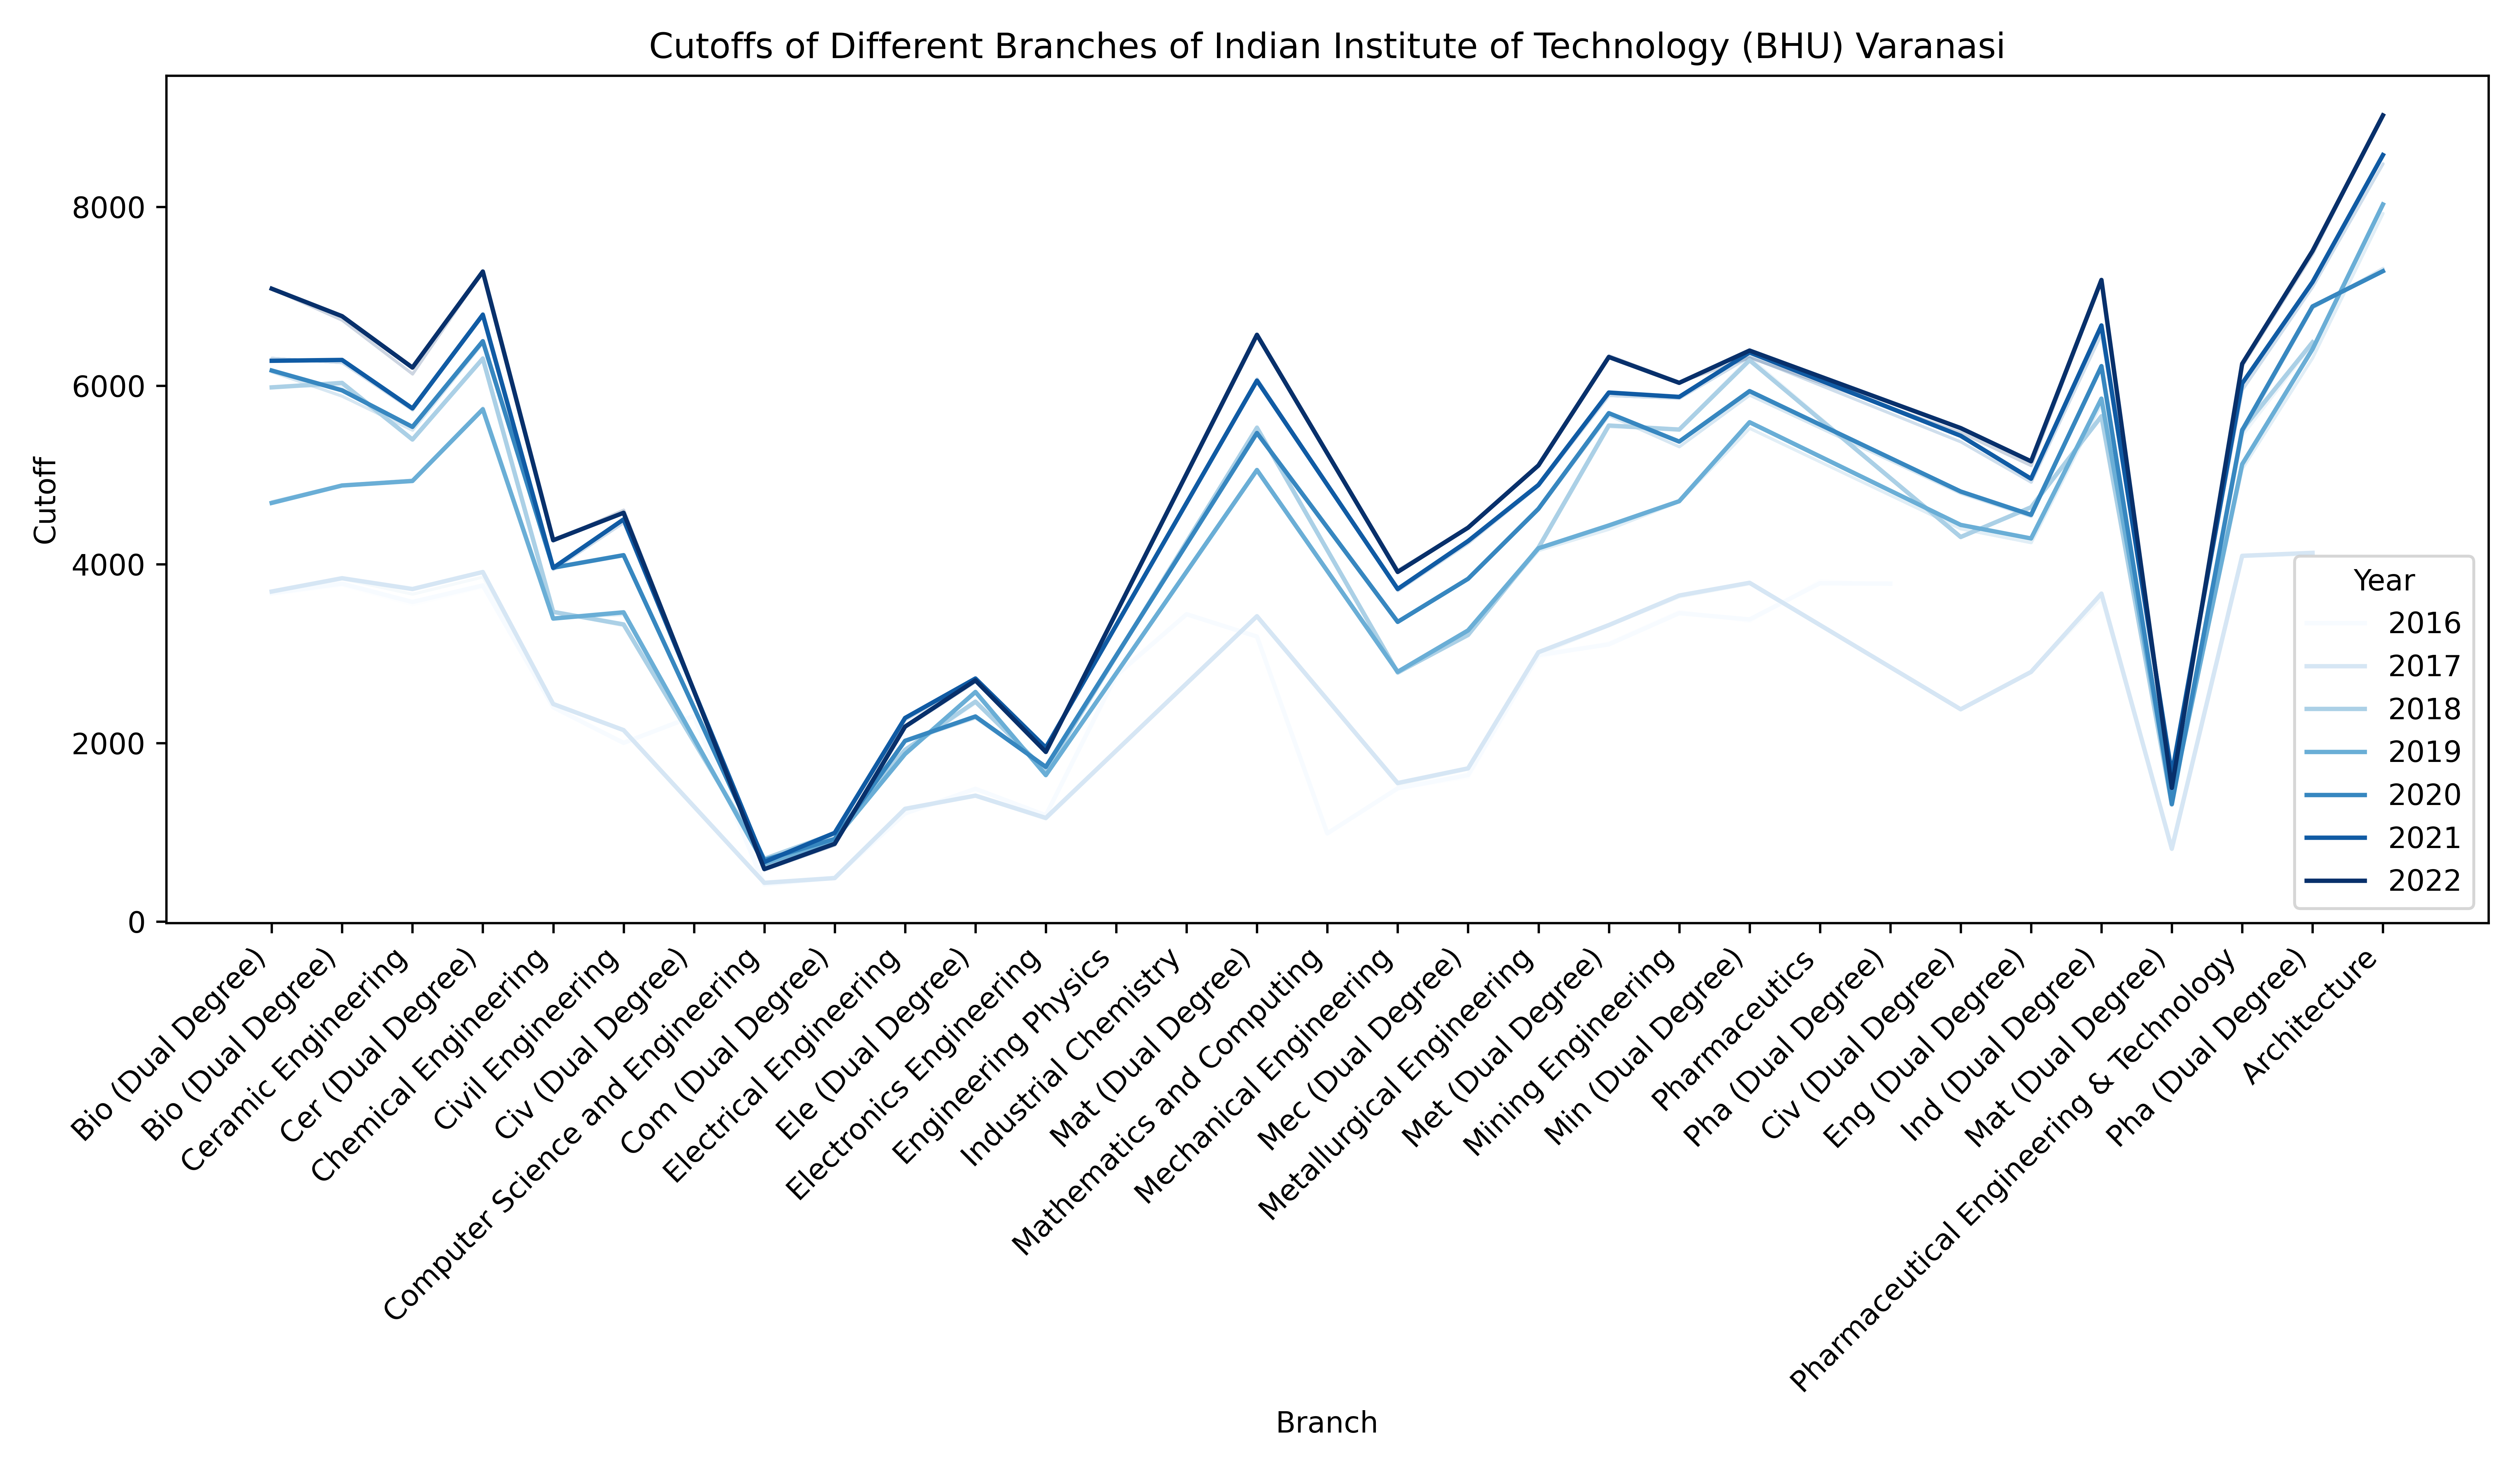 Cutoffs of Different Branches of Indian Institute of Technology (BHU) Varanasi
Cutoff
8000
6000
4000
2000
0
Year
2016
2017
2018
2019
2020
2021
2022
Bio (Dual Degree)
Bio (Dual Degree)
Ceramic Engineering
Cer (Dual Degree)
Chemical Engineering
Civil Engineering
Civ (Dual Degree)
Computer Science and Engineering
Com (Dual Degree)
Electrical Engineering
Ele (Dual Degree)
Electronics Engineering
Engineering Physics
Industrial Chemistry
Mat (Dual Degree)
Mathematics and Computing
Mechanical Engineering
Mec (Dual Degree)
Metallurgical Engineering
Met (Dual Degree)
Mining Engineering
Min (Dual Degree)
Pharmaceutics
Pha (Dual Degree)
Civ (Dual Degree)
Eng (Dual Degree)
Ind (Dual Degree)
Mat (Dual Degree)
Pharmaceutical Engineering & Technology
Pha (Dual Degree)
Architecture
Branch